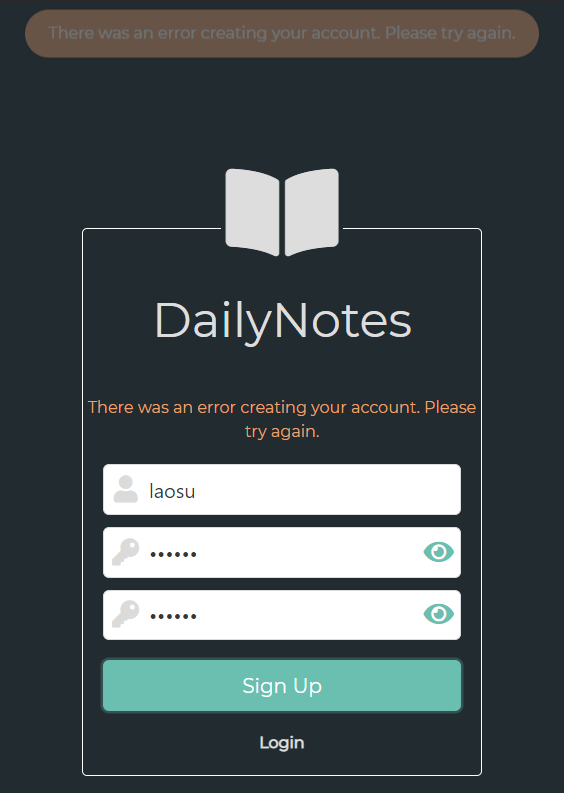 There was an error creating your account. Please try again.
DailyNotes
There was an error creating your account. Please
try again.
laosu
••••••
••••••
Sign Up
Login